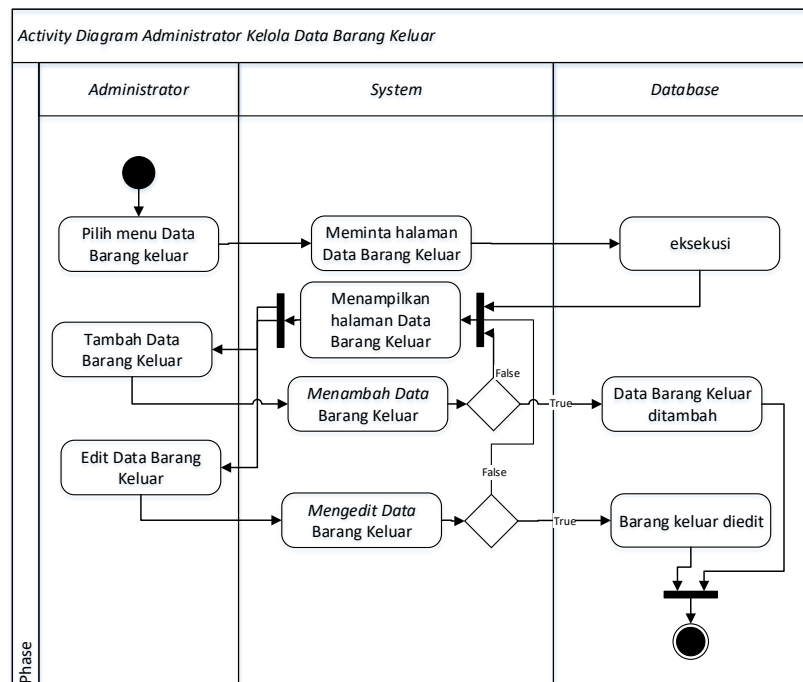 Activity Diagram Administrator Kelola Data Barang Keluar
Administrator
System
Database
Pilih menu Data
Barang keluar
Meminta halaman
Data Barang Keluar
eksekusi
Menampilkan
halaman Data
Barang Keluar
Tambah Data
Barang Keluar
False
Menambah Data
Barang Keluar
True
Data Barang Keluar
ditambah
Edit Data Barang
Keluar
False
Mengedit Data
Barang Keluar
True
Barang keluar diedit
Phase